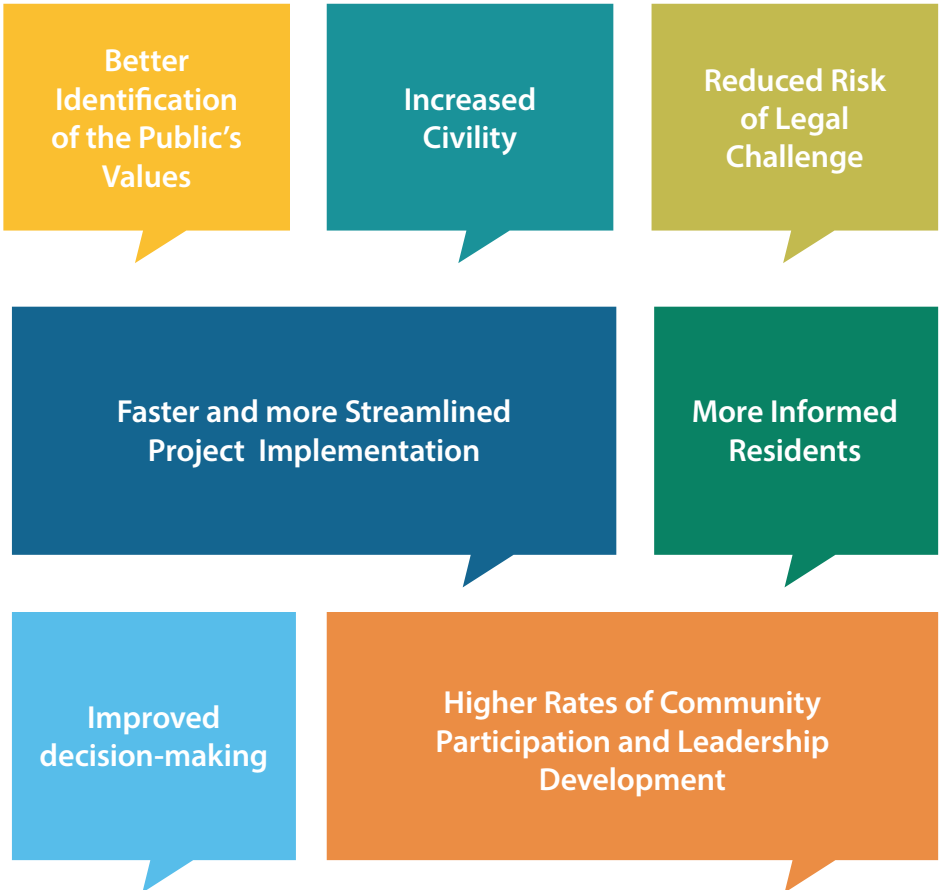 Better
Identification
of the Public’s
Values
Increased
Civility
Reduced Risk
of Legal
Challenge
Faster and more Streamlined
Project  Implementation
More Informed
Residents
Improved
decision-making
Higher Rates of Community
Participation and Leadership
Development